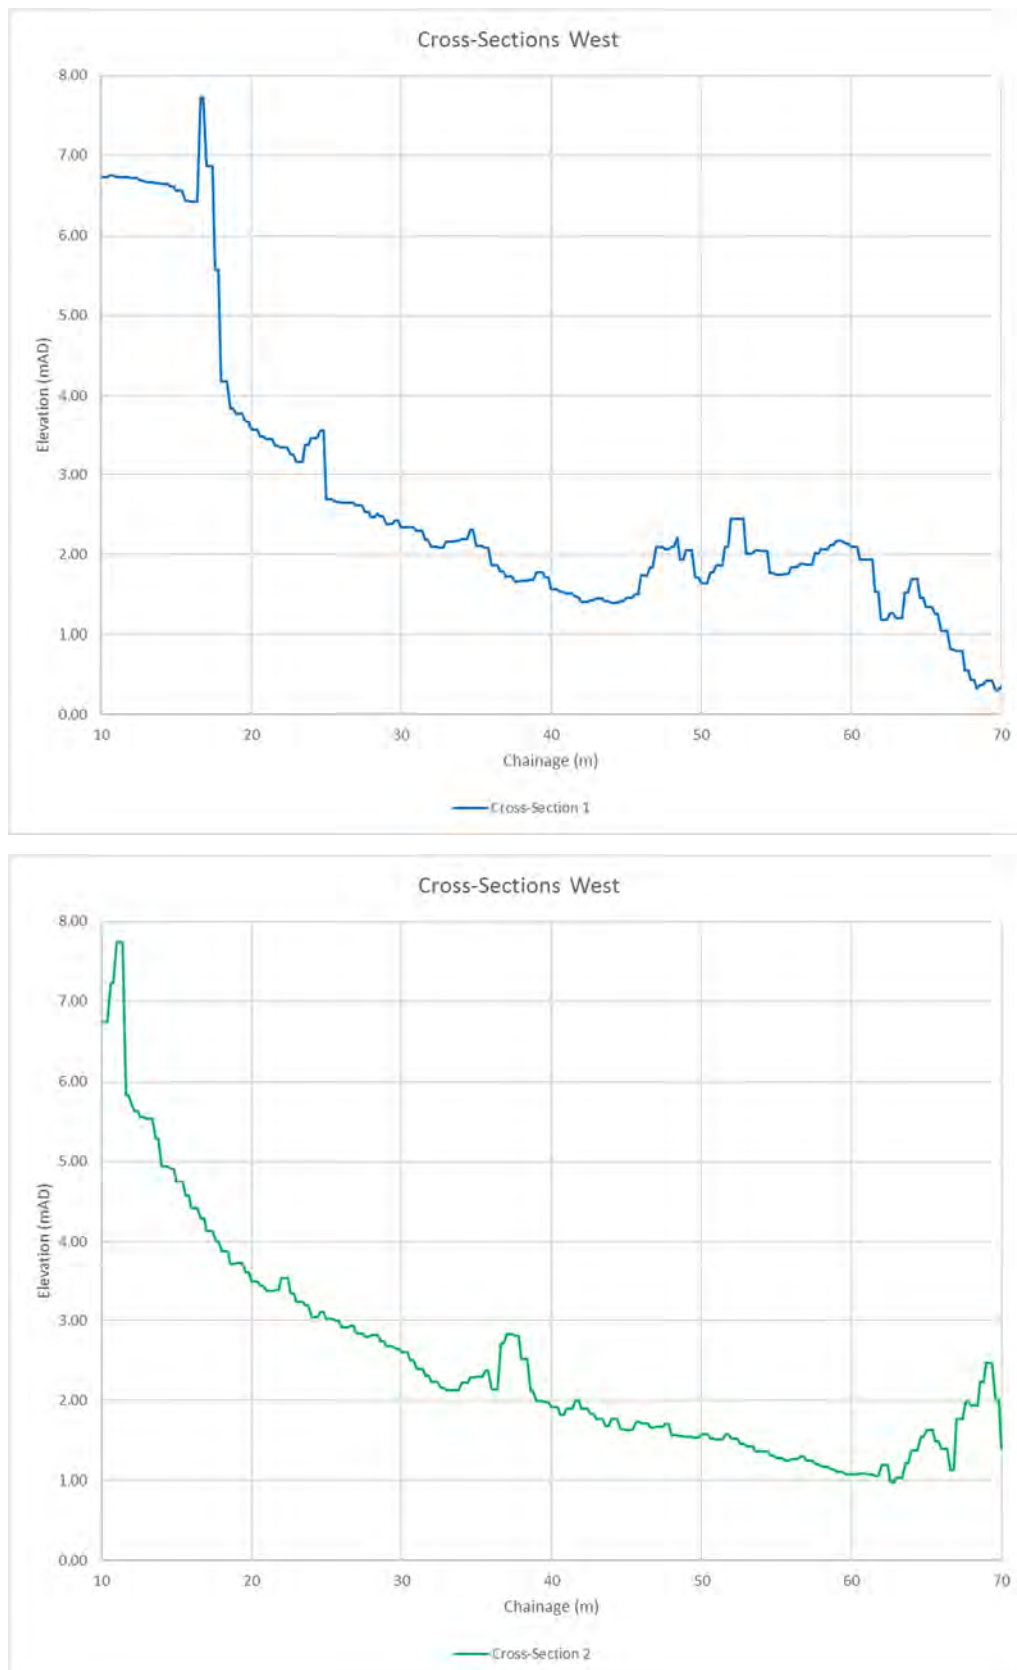 Cross-Sections West
8.00
7.00
6.00
5.00
4.00
3.00
2.00
1.00
0.00
Elevation (mAD)
10 20 30 40 50 60 70
Chainage (m)
Cross-Section 1
Cross-Sections West
8.00
7.00
6.00
5.00
4.00
3.00
2.00
1.00
0.00
Elevation (mAD)
10 20 30 40 50 60 70
Chainage (m)
Cross-Section 2